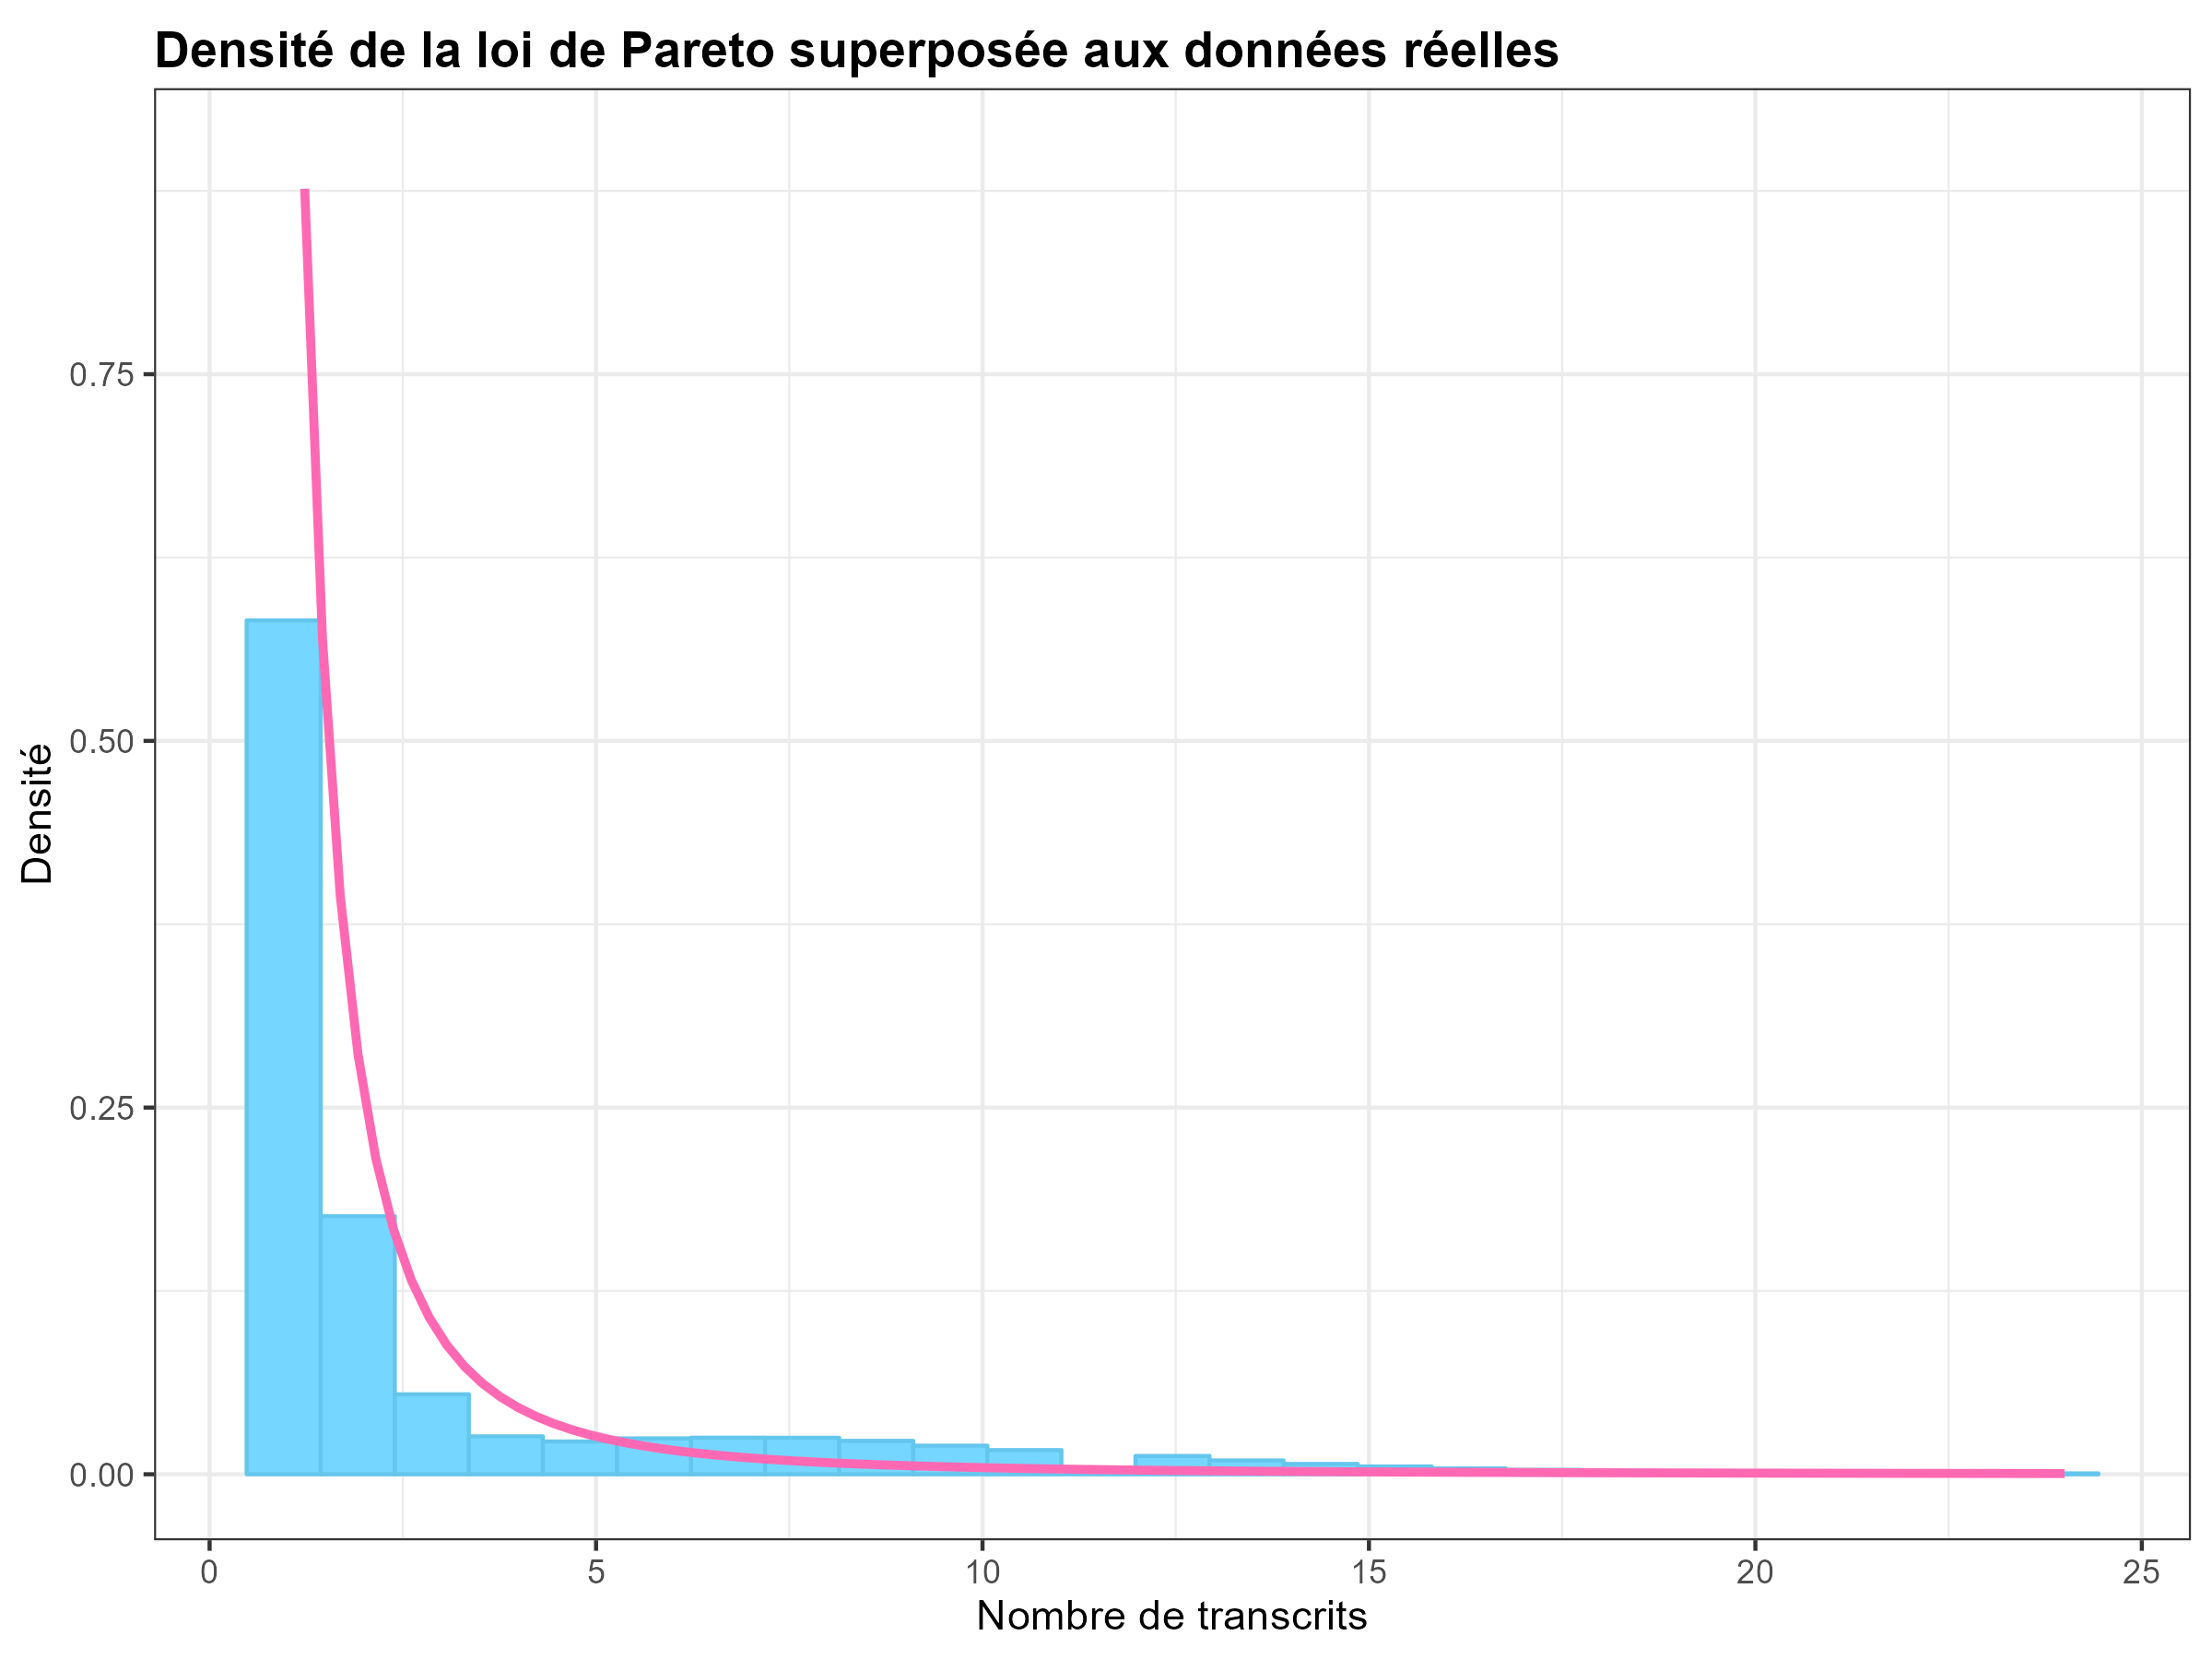 Densité de la loi de Pareto superposée aux données réelles
Densité
0.75
0.50
0.25
0.00
0 5 10 15 20 25
Nombre de transcrits